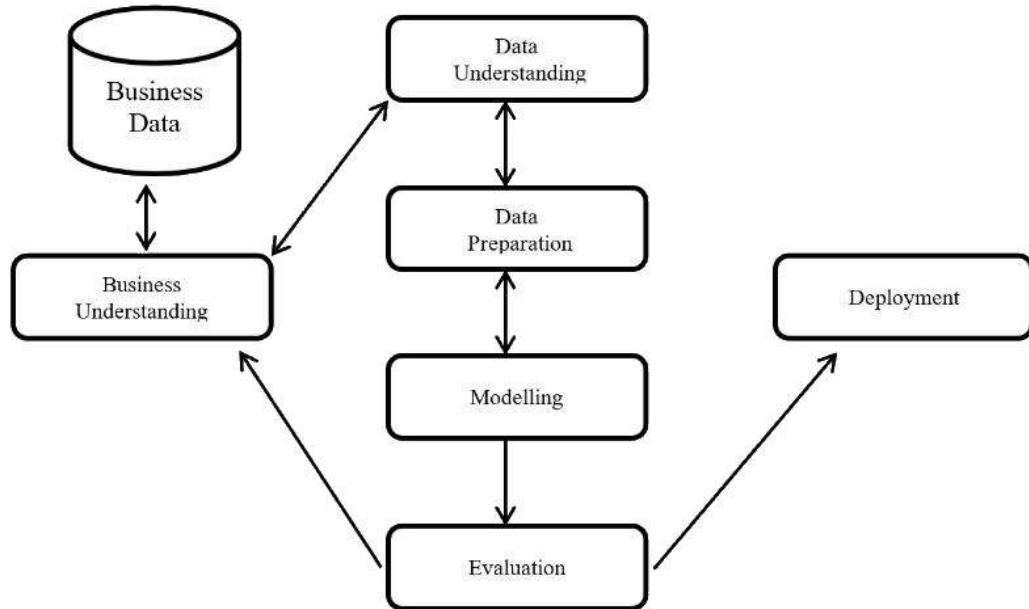 Business
Data
Data
Understanding
Data
Preparation
Business
Understanding
Deployment
Modelling
Evaluation